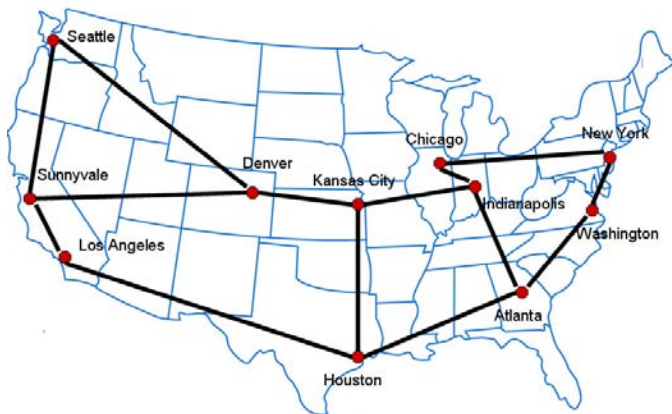 Seattle
Chicago
New York
Denver
Kansas City
Sunnyvale
Indianapolis
Washington
Los Angeles
Atlanta
Houston